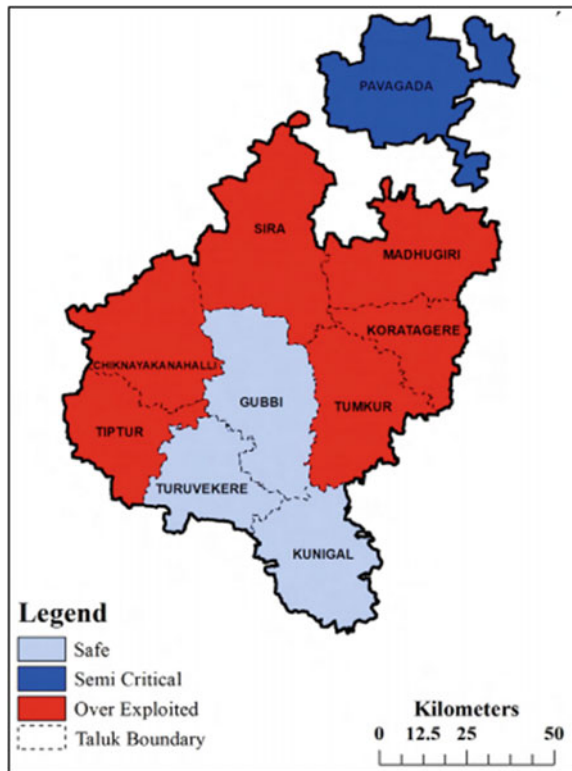 PAVAGADA
SIRA
MADHUGIRI
KORATAGERE
CHIKNAYAKANAHALLI
GUBBI
TUMKUR
TIPTUR
TURUVEKERE
KUNIGAL
Legend
Safe
Semi Critical
Over Exploited
Taluk Boundary
Kilometers
0 12.5 25 50